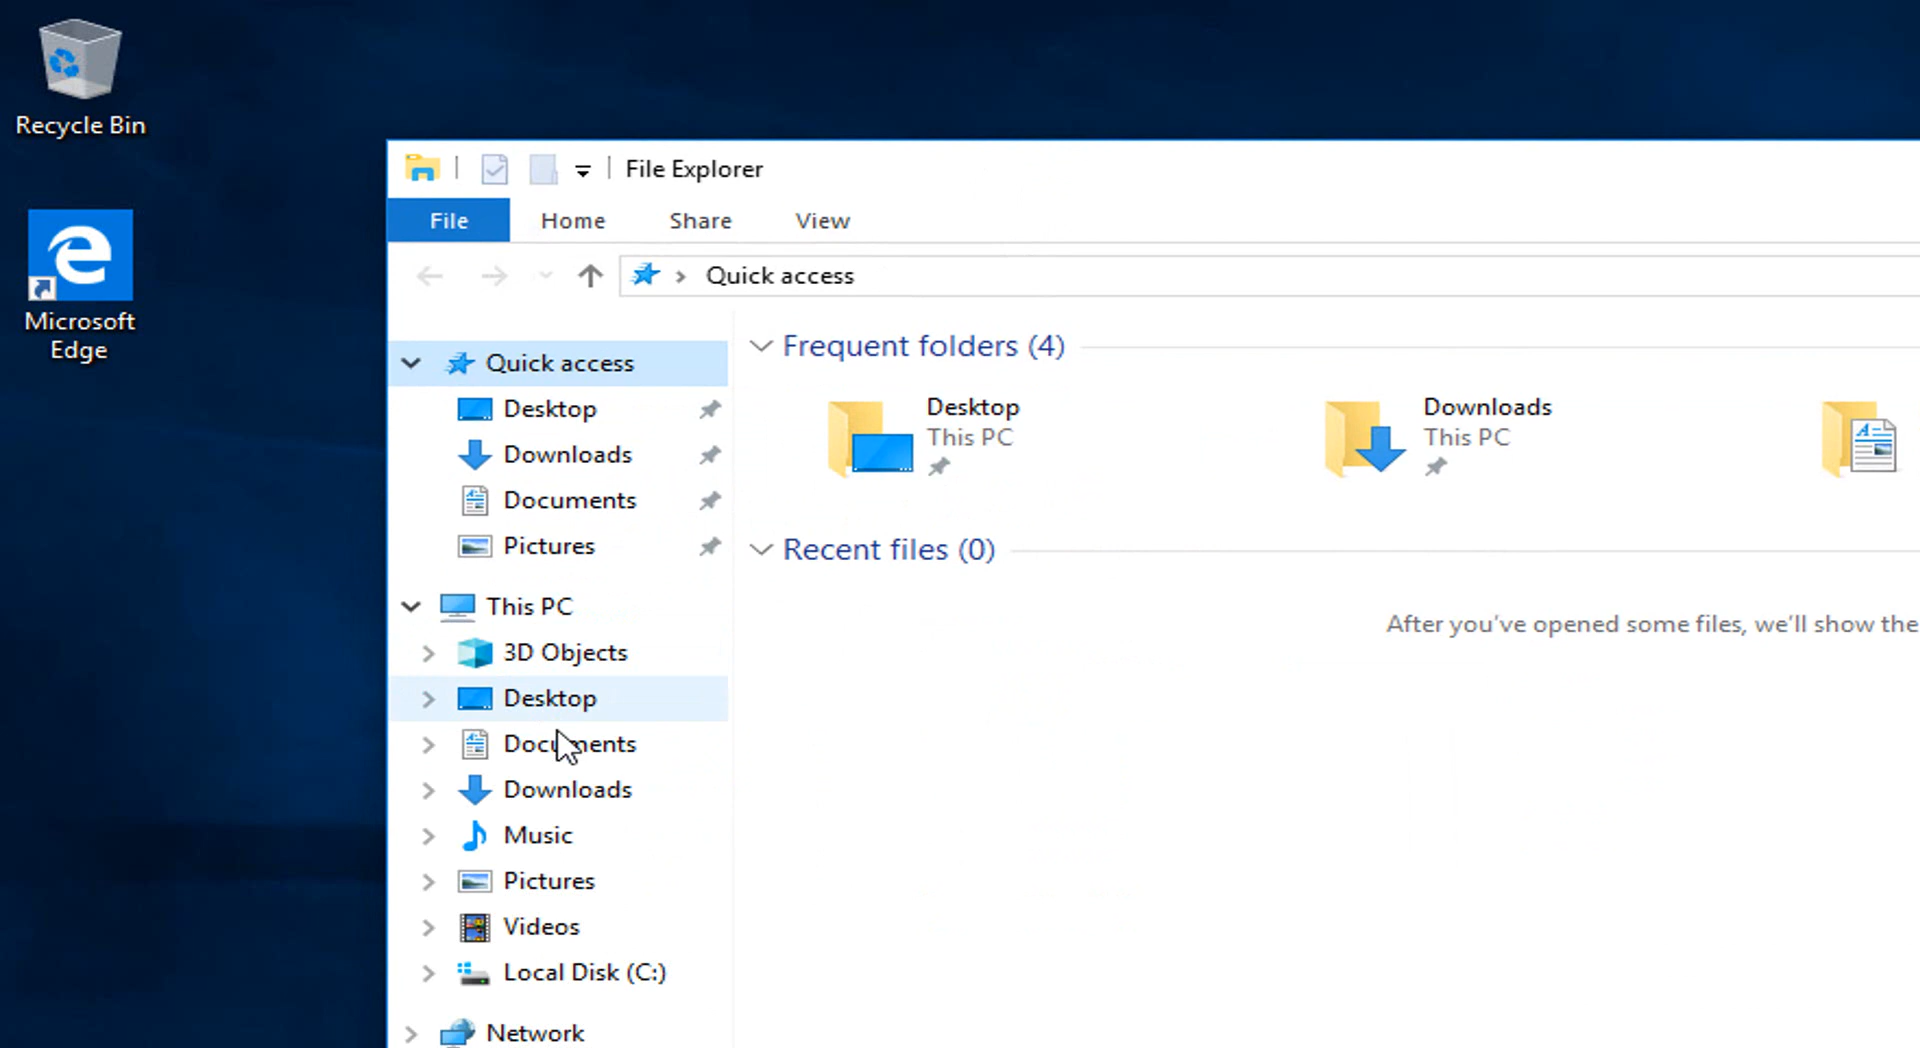 Recycle Bin
Microsoft
Edge
File Explorer
File
Home
Share
View
Quick access
Quick access
Desktop
Downloads
Documents
Pictures
This PC
3D Objects
Desktop
Documents
Downloads
Music
Pictures
Videos
Local Disk (C:)
Network
Frequent folders (4)
Desktop
This PC
Downloads
This PC
Recent files (0)
After you've opened some files, we'll show the